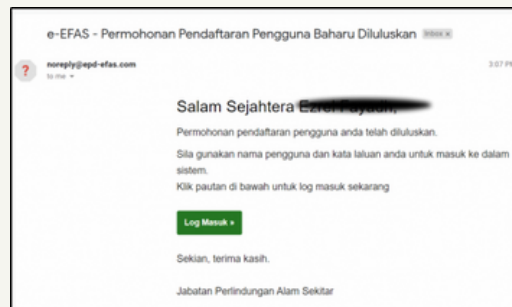 e-EFAS - Permohonan Pendaftaran Pengguna Baharu Diluluskan Inbox x
noreply@epd-efas.com 3:07 PM
to me
Salam Sejahtera
Permohonan pendaftaran pengguna anda telah diluluskan.
Sila gunakan nama pengguna dan kata laluan anda untuk masuk ke dalam
sistem.
Klik pautan di bawah untuk log masuk sekarang
Log Masuk »
Sekian, terima kasih.
Jabatan Perlindungan Alam Sekitar